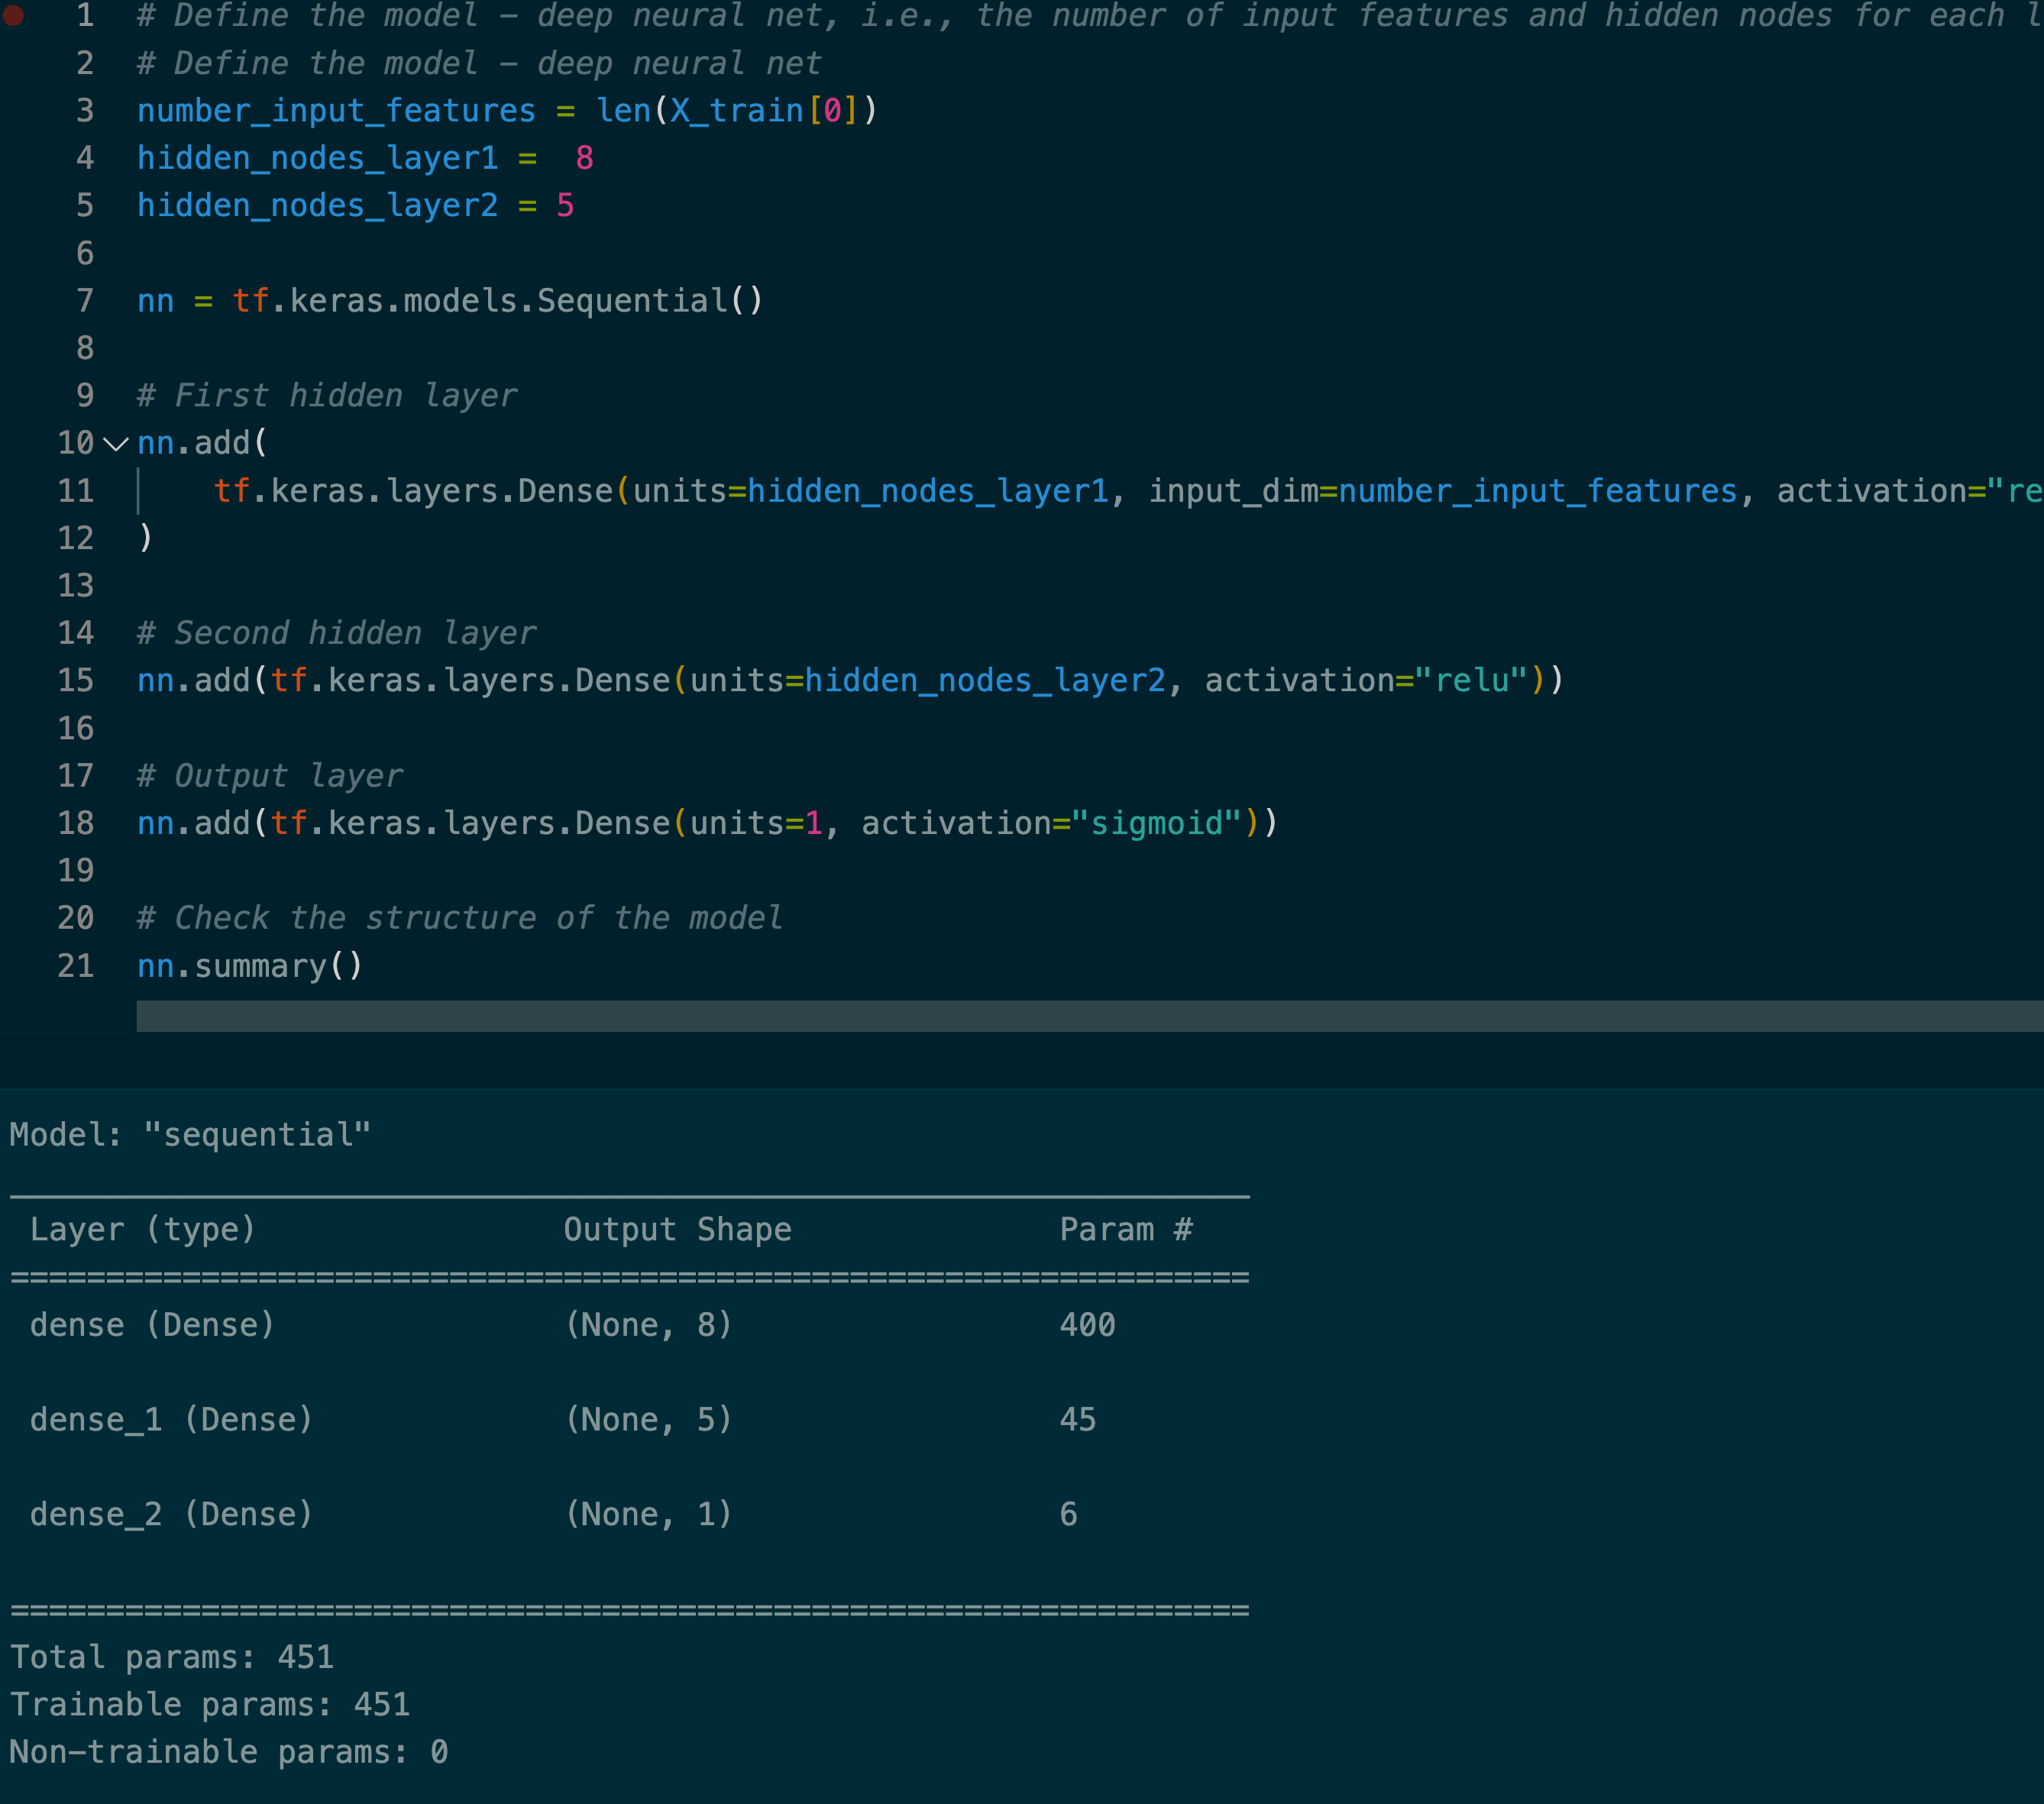 1 # Define the model - deep neural net, i.e., the number of input features and hidden nodes for each
2 # Define the model - deep neural net
3 number_input_features = len(X_train[0])
4 hidden_nodes_layer1 =  8
5 hidden_nodes_layer2 = 5
6
7 nn = tf.keras.models.Sequential()
8
9 # First hidden layer
10 nn.add(
11     tf.keras.layers.Dense(units=hidden_nodes_layer1, input_dim=number_input_features, activation="re
12 )
13
14 # Second hidden layer
15 nn.add(tf.keras.layers.Dense(units=hidden_nodes_layer2, activation="relu"))
16
17 # Output layer
18 nn.add(tf.keras.layers.Dense(units=1, activation="sigmoid"))
19
20 # Check the structure of the model
21 nn.summary()
Model: "sequential"
_________________________________________________________________
Layer (type)                Output Shape              Param #
=================================================================
dense (Dense)               (None, 8)                 400
dense_1 (Dense)             (None, 5)                 45
dense_2 (Dense)             (None, 1)                 6
=================================================================
Total params: 451
Trainable params: 451
Non-trainable params: 0